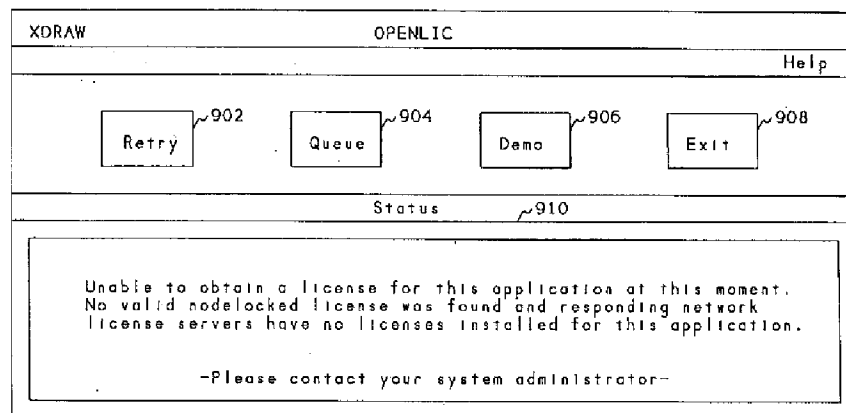 XDRAW OPENLIC
Help
902 904 906 908
Retry Queue Demo Exit
Status 910
Unable to obtain a license for this application at this moment.
No valid nodelocked license was found and responding network
license servers have no licenses installed for this application.
-Please contact your system administrator-